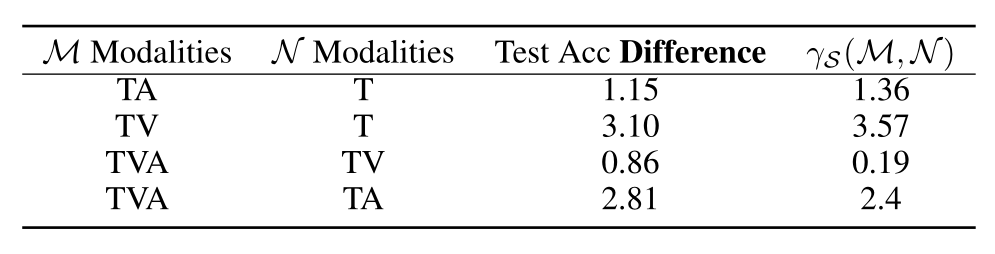 ℳ Modalities 𝒩 Modalities Test Acc Difference γ𝒮(ℳ, 𝒩)
TA T 1.15 1.36
TV T 3.10 3.57
TVA TV 0.86 0.19
TVA TA 2.81 2.4